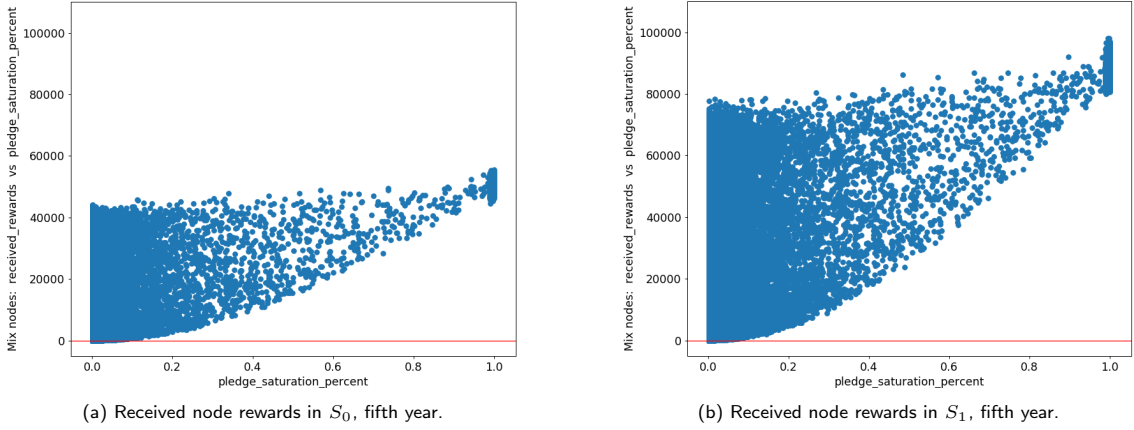 Mix nodes: received_rewards vs pledge_saturation_percent
100000
80000
60000
40000
20000
0
0.0 0.2 0.4 0.6 0.8 1.0
pledge_saturation_percent
(a) Received node rewards in S₀, fifth year.
Mix nodes: received_rewards vs pledge_saturation_percent
100000
80000
60000
40000
20000
0
0.0 0.2 0.4 0.6 0.8 1.0
pledge_saturation_percent
(b) Received node rewards in S₁, fifth year.